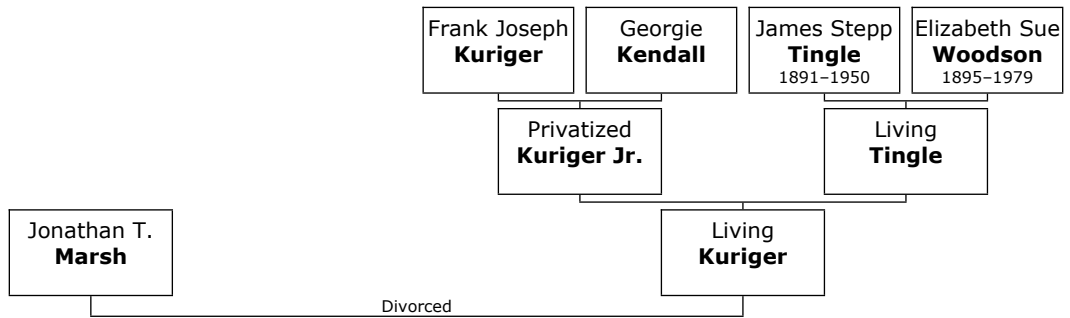 Frank Joseph
Kuriger
Georgie
Kendall
James Stepp
Tingle
1891–1950
Elizabeth Sue
Woodson
1895–1979
Privatized
Kuriger Jr.
Living
Tingle
Jonathan T.
Marsh
Living
Kuriger
Divorced